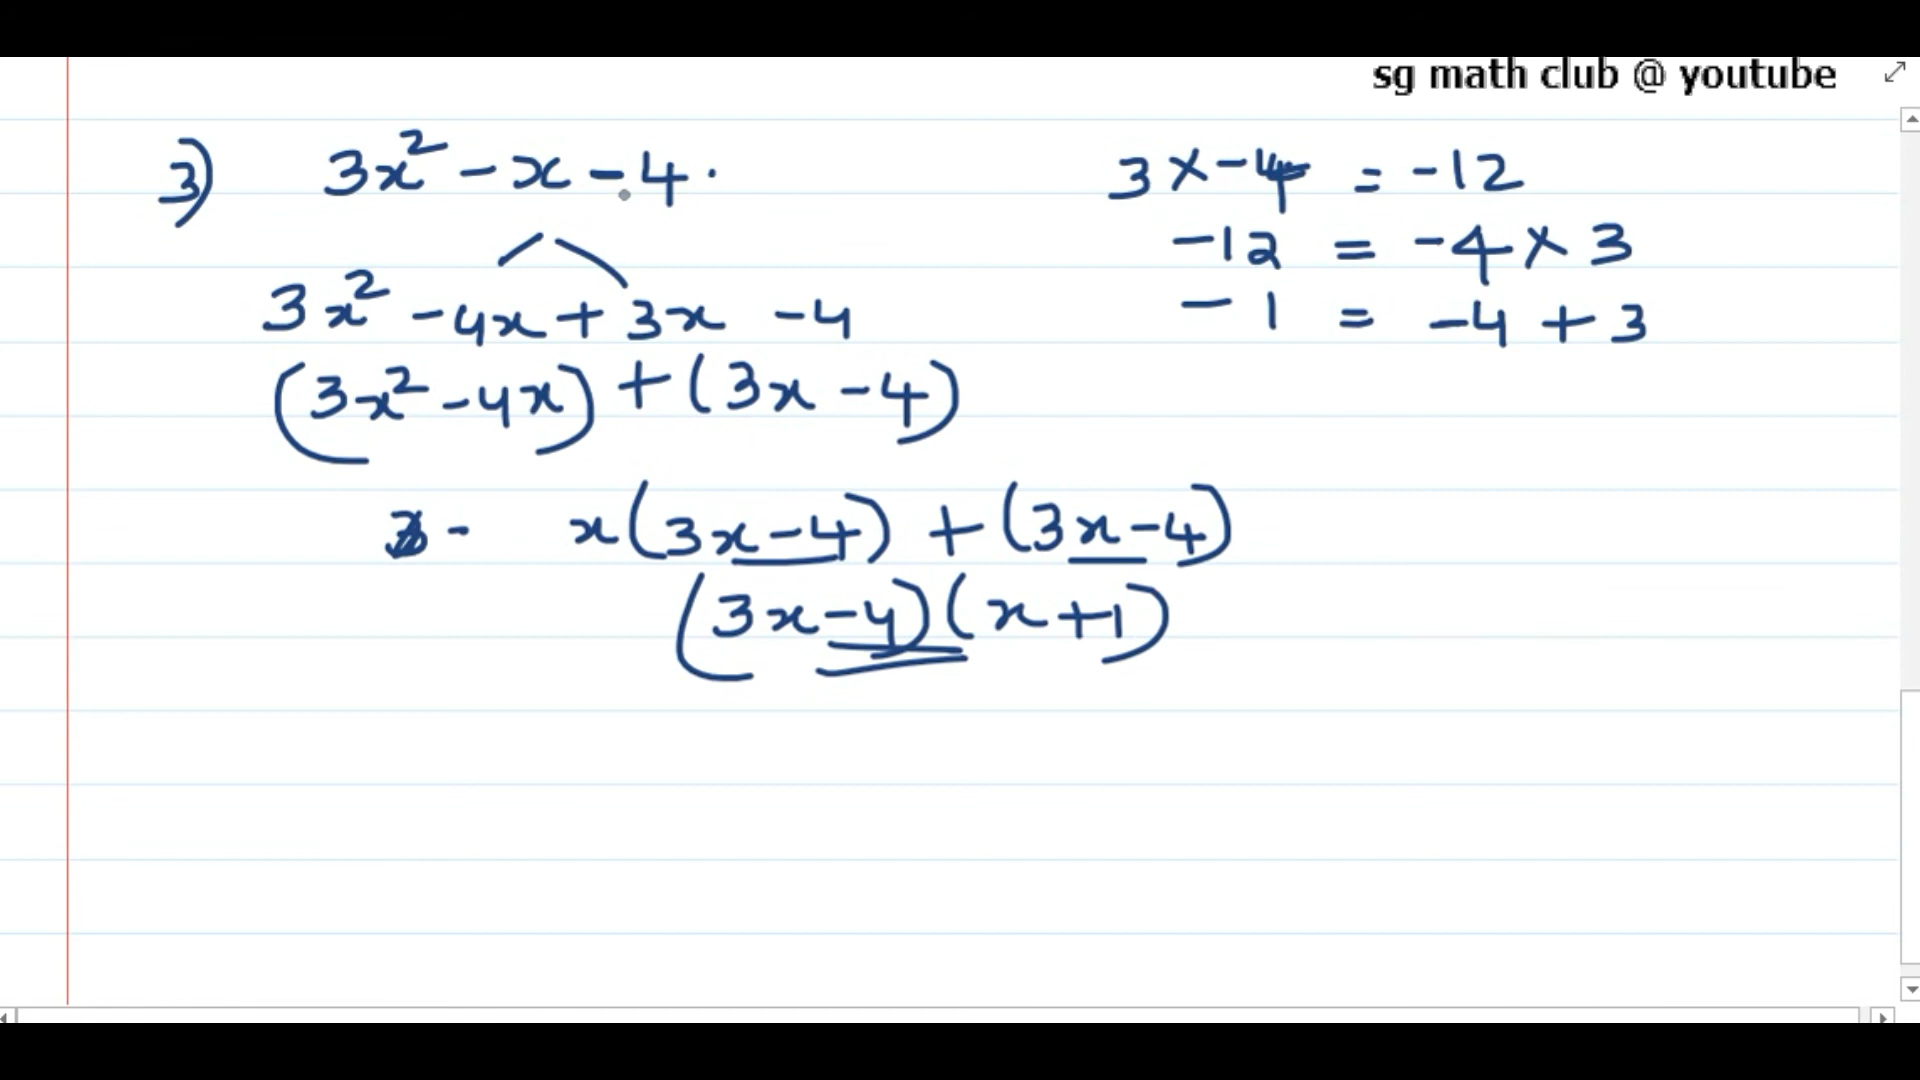 sg math club @ youtube
3) 3x² - x - 4 .
3 x -4 = -12
-12 = -4 x 3
-1 = -4 + 3
3x² - 4x + 3x - 4
(3x² - 4x) + (3x - 4)
- x(3x - 4) + (3x - 4)
(3x - 4)(x + 1)